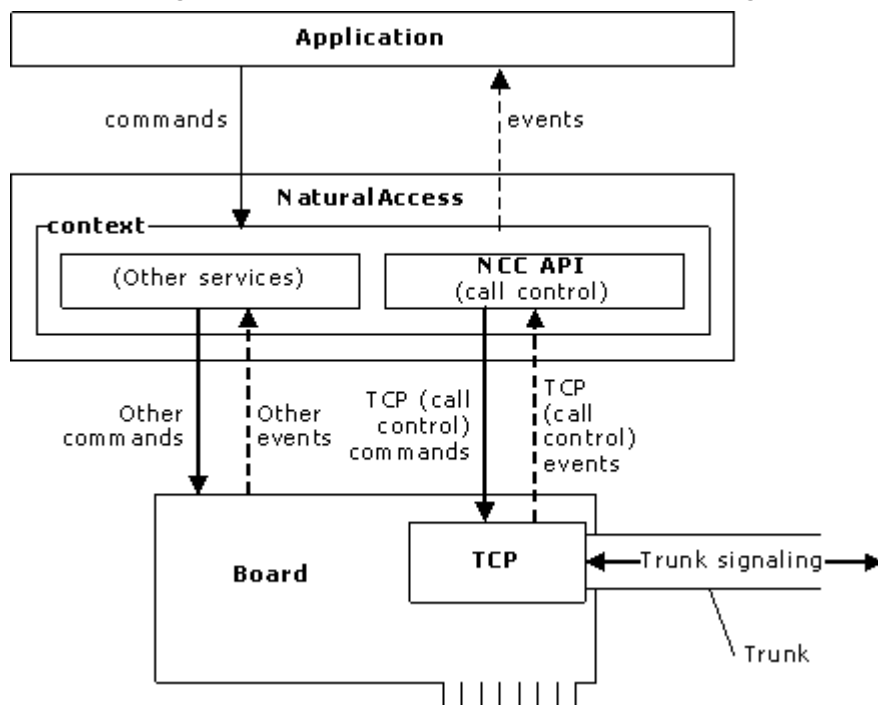 Application
commands
events
NaturalAccess
context
(Other services)
NCC API
(call control)
Other
commands
Other
events
TCP (call
control)
commands
TCP
(call
control)
events
Board
TCP
Trunk signaling
Trunk